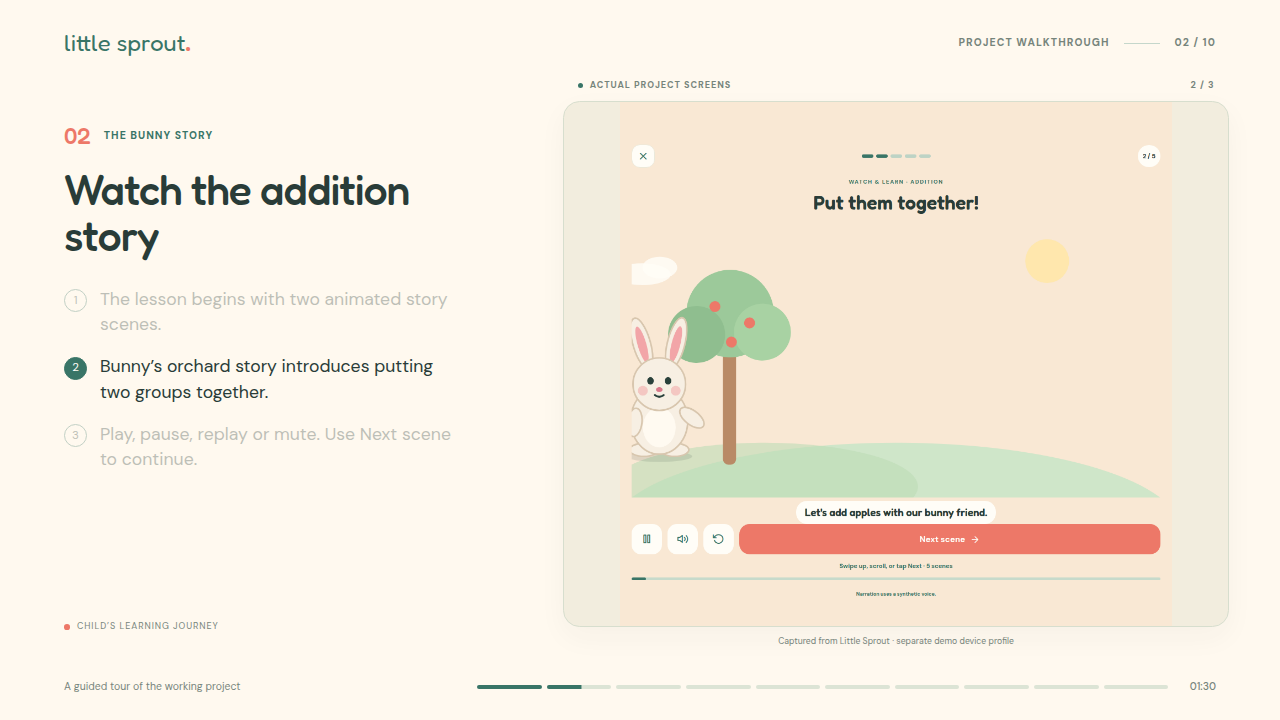 little sprout.
PROJECT WALKTHROUGH
02 / 10
ACTUAL PROJECT SCREENS
2 / 3
02 THE BUNNY STORY
Watch the addition
story
1 The lesson begins with two animated story
scenes.
2 Bunny’s orchard story introduces putting
two groups together.
3 Play, pause, replay or mute. Use Next scene
to continue.
2/5
WATCH & LEARN · ADDITION
Put them together!
Let's add apples with our bunny friend.
Next scene →
Swipe up, scroll, or tap Next · 5 scenes
Narration uses a synthetic voice.
CHILD’S LEARNING JOURNEY
Captured from Little Sprout · separate demo device profile
A guided tour of the working project
01:30